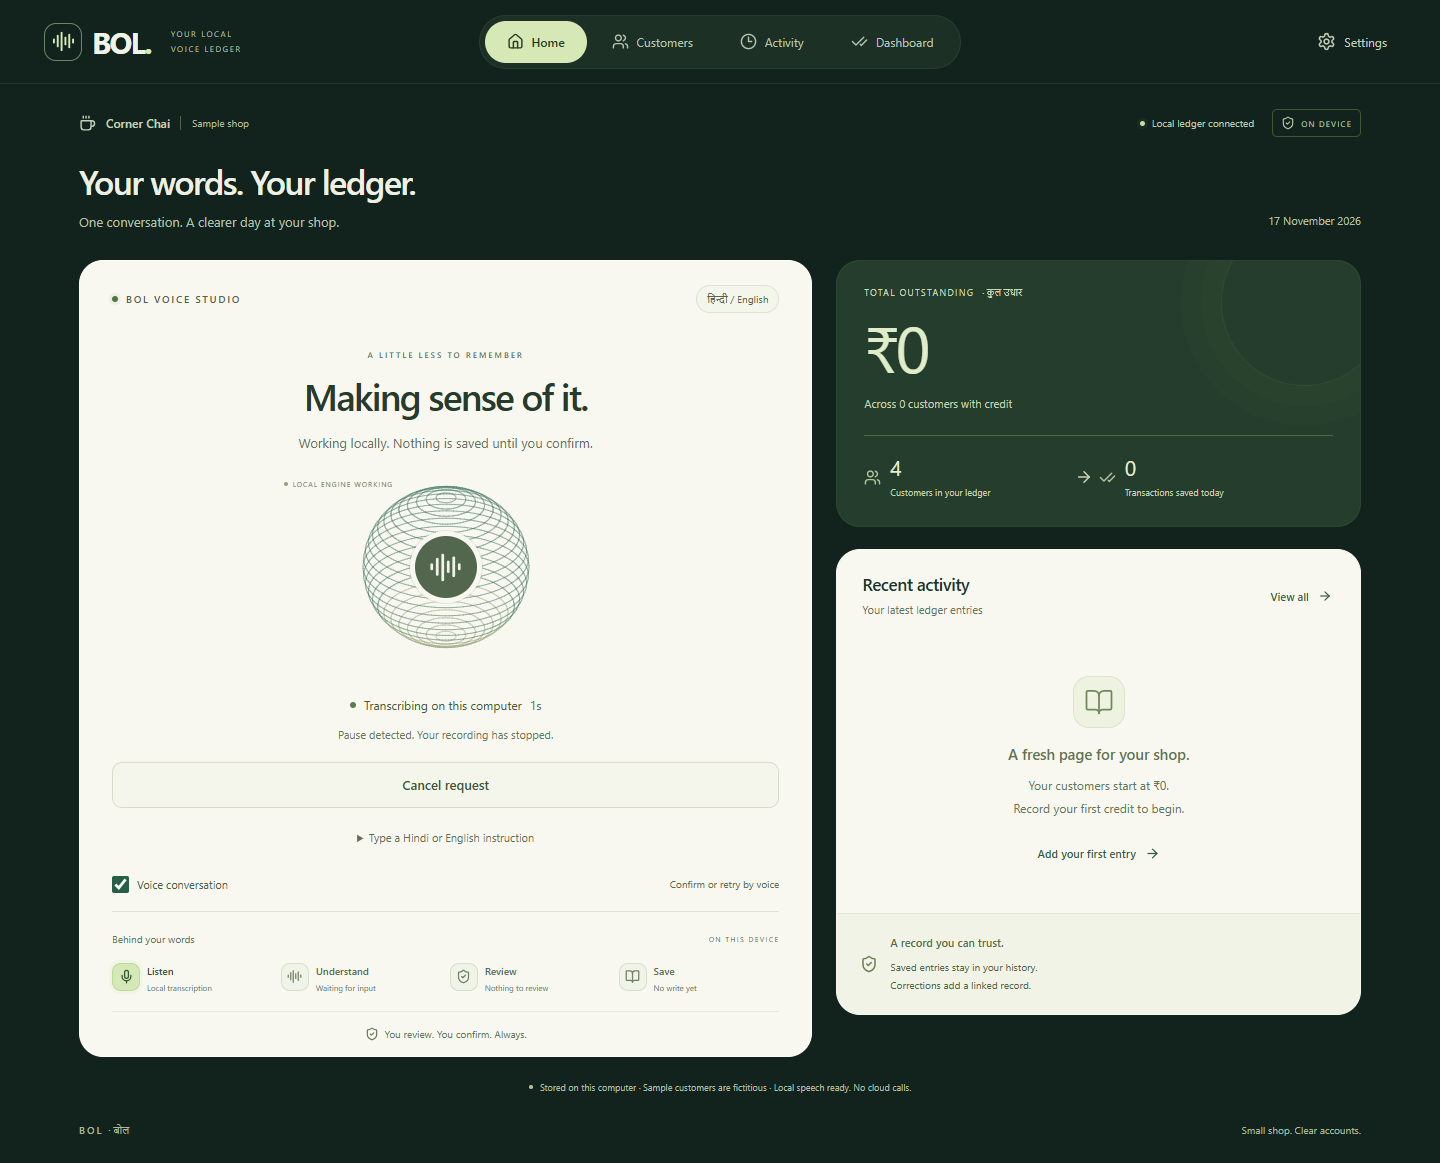 BOL.
YOUR LOCAL
VOICE LEDGER
Home
Customers
Activity
Dashboard
Settings
Corner Chai
Sample shop
Local ledger connected
ON DEVICE
Your words. Your ledger.
One conversation. A clearer day at your shop.
17 November 2026
BOL VOICE STUDIO
हिन्दी / English
A LITTLE LESS TO REMEMBER
Making sense of it.
Working locally. Nothing is saved until you confirm.
LOCAL ENGINE WORKING
Transcribing on this computer 1s
Pause detected. Your recording has stopped.
Cancel request
Type a Hindi or English instruction
Voice conversation
Confirm or retry by voice
Behind your words
ON THIS DEVICE
Listen
Local transcription
Understand
Waiting for input
Review
Nothing to review
Save
No write yet
You review. You confirm. Always.
TOTAL OUTSTANDING · कुल उधार
₹0
Across 0 customers with credit
4
Customers in your ledger
0
Transactions saved today
Recent activity
Your latest ledger entries
View all
A fresh page for your shop.
Your customers start at ₹0.
Record your first credit to begin.
Add your first entry
A record you can trust.
Saved entries stay in your history.
Corrections add a linked record.
Stored on this computer · Sample customers are fictitious · Local speech ready. No cloud calls.
BOL · बोल
Small shop. Clear accounts.